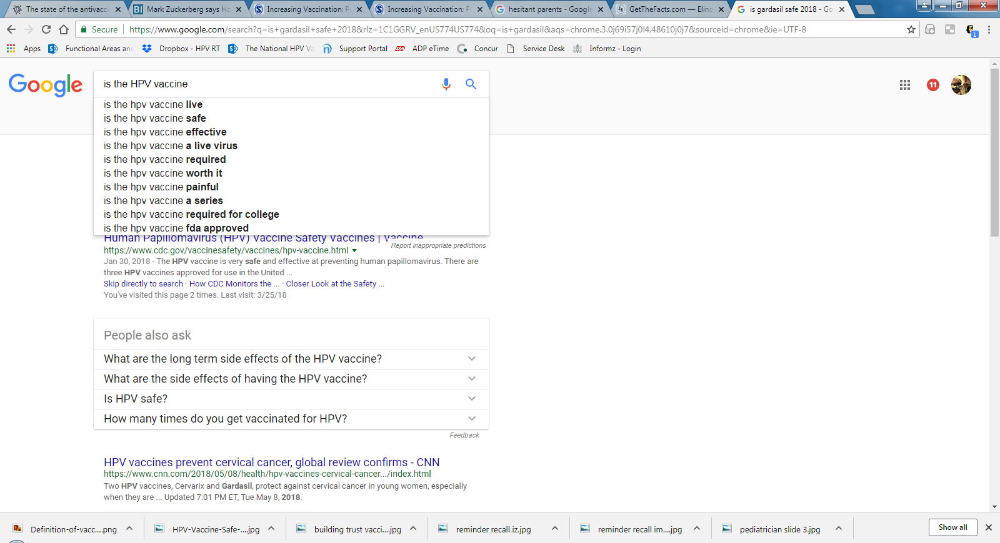 The state of the antivacci
Mark Zuckerberg says Ho
Increasing Vaccination: P
Increasing Vaccination: P
hesitant parents - Google
GetTheFacts.com — Elino
is gardasil safe 2018 - Go
Secure
https://www.google.com/search?q=is+gardasil+safe+2018&rlz=1C1GGRV_enUS774US774&oq=is+gardasil&aqs=chrome.3.0j69i57j0l4.48610j0j7&sourceid=chrome&ie=UTF-8
1
Apps
Functional Areas and
Dropbox - HPV RT
The National HPV Va
Support Portal
ADP eTime
Concur
Service Desk
Informz - Login
Google
is the HPV vaccine
11
is the hpv vaccine live
is the hpv vaccine safe
is the hpv vaccine effective
is the hpv vaccine a live virus
is the hpv vaccine required
is the hpv vaccine worth it
is the hpv vaccine painful
is the hpv vaccine a series
is the hpv vaccine required for college
is the hpv vaccine fda approved
Human Papillomavirus (HPV) Vaccine Safety Vaccines | Vaccine ...
Report inappropriate predictions
https://www.cdc.gov/vaccinesafety/vaccines/hpv-vaccine.html
Jan 30, 2018 - The HPV vaccine is very safe and effective at preventing human papillomavirus. There are
three HPV vaccines approved for use in the United ...
Skip directly to search · How CDC Monitors the ... · Closer Look at the Safety ...
You've visited this page 2 times. Last visit: 3/25/18
People also ask
What are the long term side effects of the HPV vaccine?
What are the side effects of having the HPV vaccine?
Is HPV safe?
How many times do you get vaccinated for HPV?
Feedback
HPV vaccines prevent cervical cancer, global review confirms - CNN
https://www.cnn.com/2018/05/08/health/hpv-vaccines-cervical-cancer.../index.html
Two HPV vaccines, Cervarix and Gardasil, protect against cervical cancer in young women, especially
when they are ... Updated 7:01 PM ET, Tue May 8, 2018.
Definition-of-vacc....png
HPV-Vaccine-Safe-....jpg
building trust vacci....jpg
reminder recall iz.jpg
reminder recall im....jpg
pediatrician slide 3.jpg
Show all